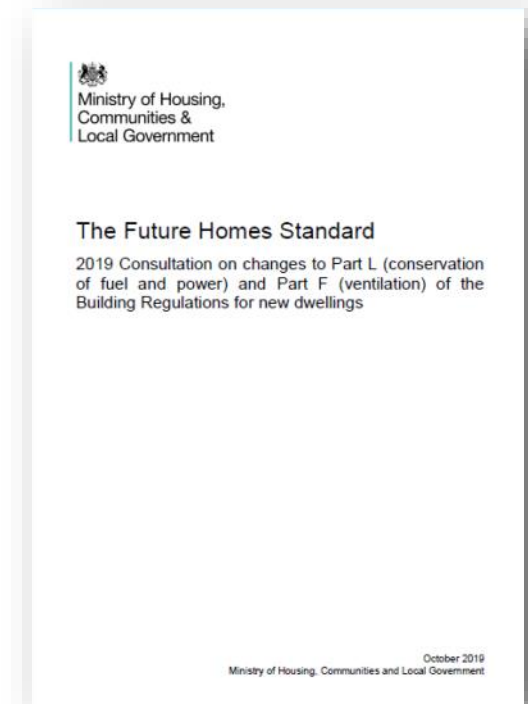 Ministry of Housing,
Communities &
Local Government
The Future Homes Standard
2019 Consultation on changes to Part L (conservation
of fuel and power) and Part F (ventilation) of the
Building Regulations for new dwellings
October 2019
Ministry of Housing, Communities and Local Government